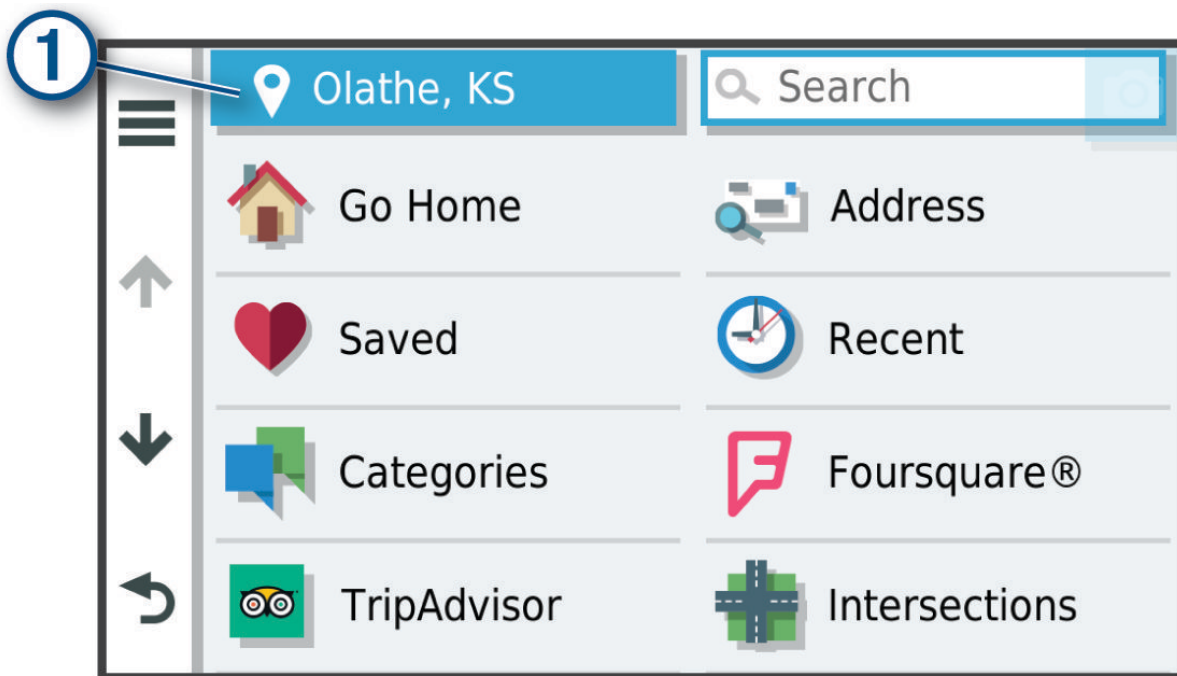 1
Olathe, KS
Search
Go Home
Address
Saved
Recent
Categories
Foursquare®
TripAdvisor
Intersections